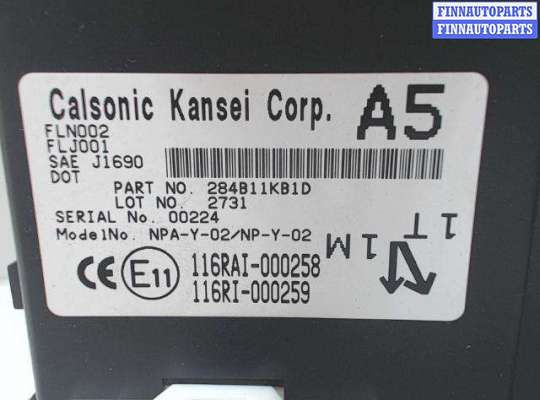 FINNAUTOPARTS
FINNAUTOPARTS
Calsonic Kansei Corp.
A5
FLN002
FLJ001
SAE J1690
DOT
PART NO. 284B11KB1D
LOT NO. 2731
SERIAL No. 00224
ModelNo. NPA-Y-02/NP-Y-02
1T
1M
CE E11 116RAI-000258
116RI-000259